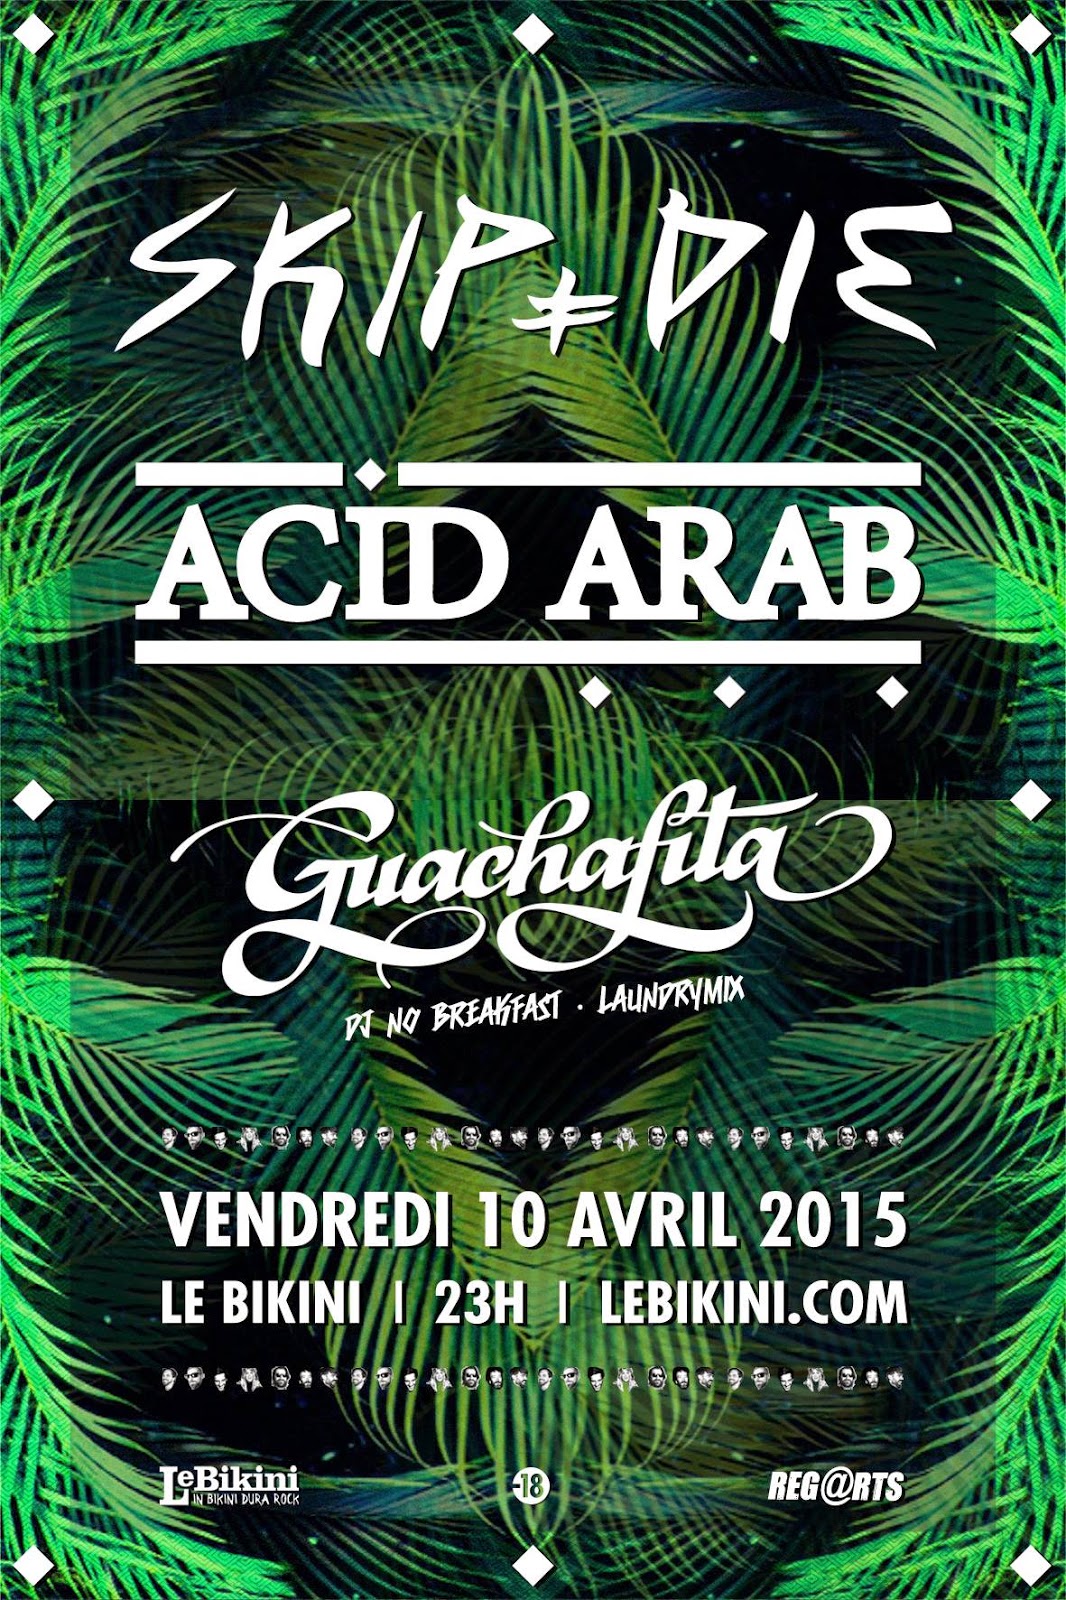 SKIP&DIE
ACID ARAB
Guachafita
DJ NO BREAKFAST · LAUNDRYMIX
VENDREDI 10 AVRIL 2015
LE BIKINI | 23H | LEBIKINI.COM
LeBikini
IN BIKINI DURA ROCK
-18
REG@RTS